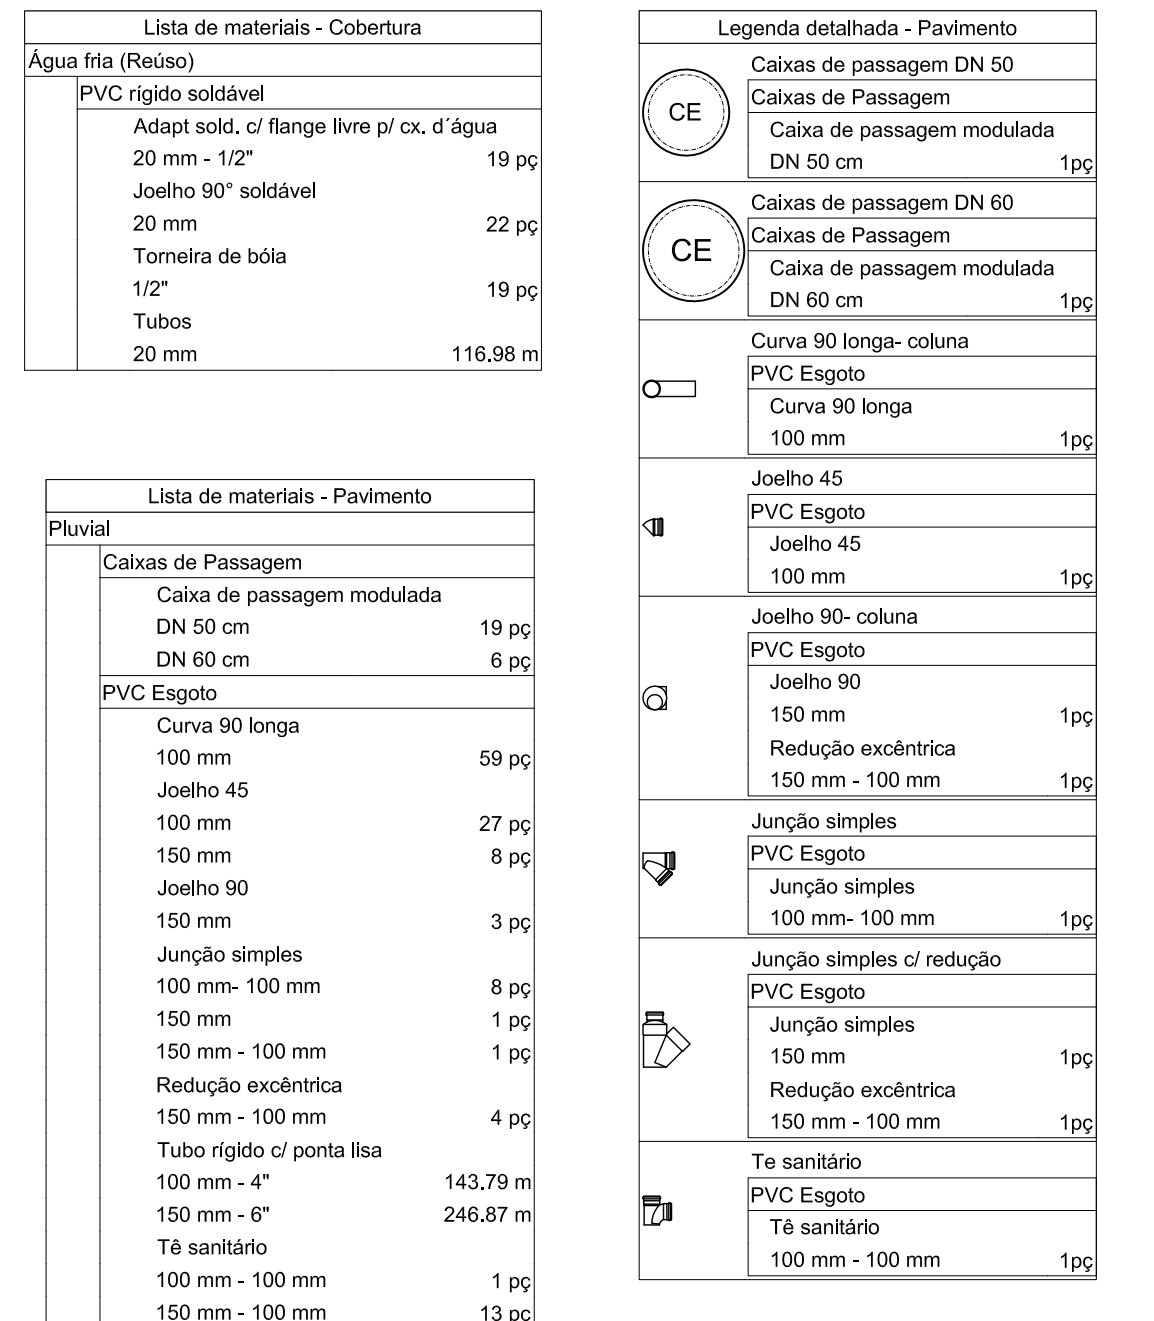 Lista de materiais - Cobertura
Água fria (Reúso)
PVC rígido soldável
Adapt sold. c/ flange livre p/ cx. d´água
20 mm - 1/2" 19 pç
Joelho 90° soldável
20 mm 22 pç
Torneira de bóia
1/2" 19 pç
Tubos
20 mm 116.98 m
Lista de materiais - Pavimento
Pluvial
Caixas de Passagem
Caixa de passagem modulada
DN 50 cm 19 pç
DN 60 cm 6 pç
PVC Esgoto
Curva 90 longa
100 mm 59 pç
Joelho 45
100 mm 27 pç
150 mm 8 pç
Joelho 90
150 mm 3 pç
Junção simples
100 mm- 100 mm 8 pç
150 mm 1 pç
150 mm - 100 mm 1 pç
Redução excêntrica
150 mm - 100 mm 4 pç
Tubo rígido c/ ponta lisa
100 mm - 4" 143.79 m
150 mm - 6" 246.87 m
Tê sanitário
100 mm - 100 mm 1 pç
150 mm - 100 mm 13 pç
Legenda detalhada - Pavimento
Caixas de passagem DN 50
CE
Caixas de Passagem
Caixa de passagem modulada
DN 50 cm 1pç
Caixas de passagem DN 60
CE
Caixas de Passagem
Caixa de passagem modulada
DN 60 cm 1pç
Curva 90 longa- coluna
PVC Esgoto
Curva 90 longa
100 mm 1pç
Joelho 45
PVC Esgoto
Joelho 45
100 mm 1pç
Joelho 90- coluna
PVC Esgoto
Joelho 90
150 mm 1pç
Redução excêntrica
150 mm - 100 mm 1pç
Junção simples
PVC Esgoto
Junção simples
100 mm- 100 mm 1pç
Junção simples c/ redução
PVC Esgoto
Junção simples
150 mm 1pç
Redução excêntrica
150 mm - 100 mm 1pç
Te sanitário
PVC Esgoto
Tê sanitário
100 mm - 100 mm 1pç